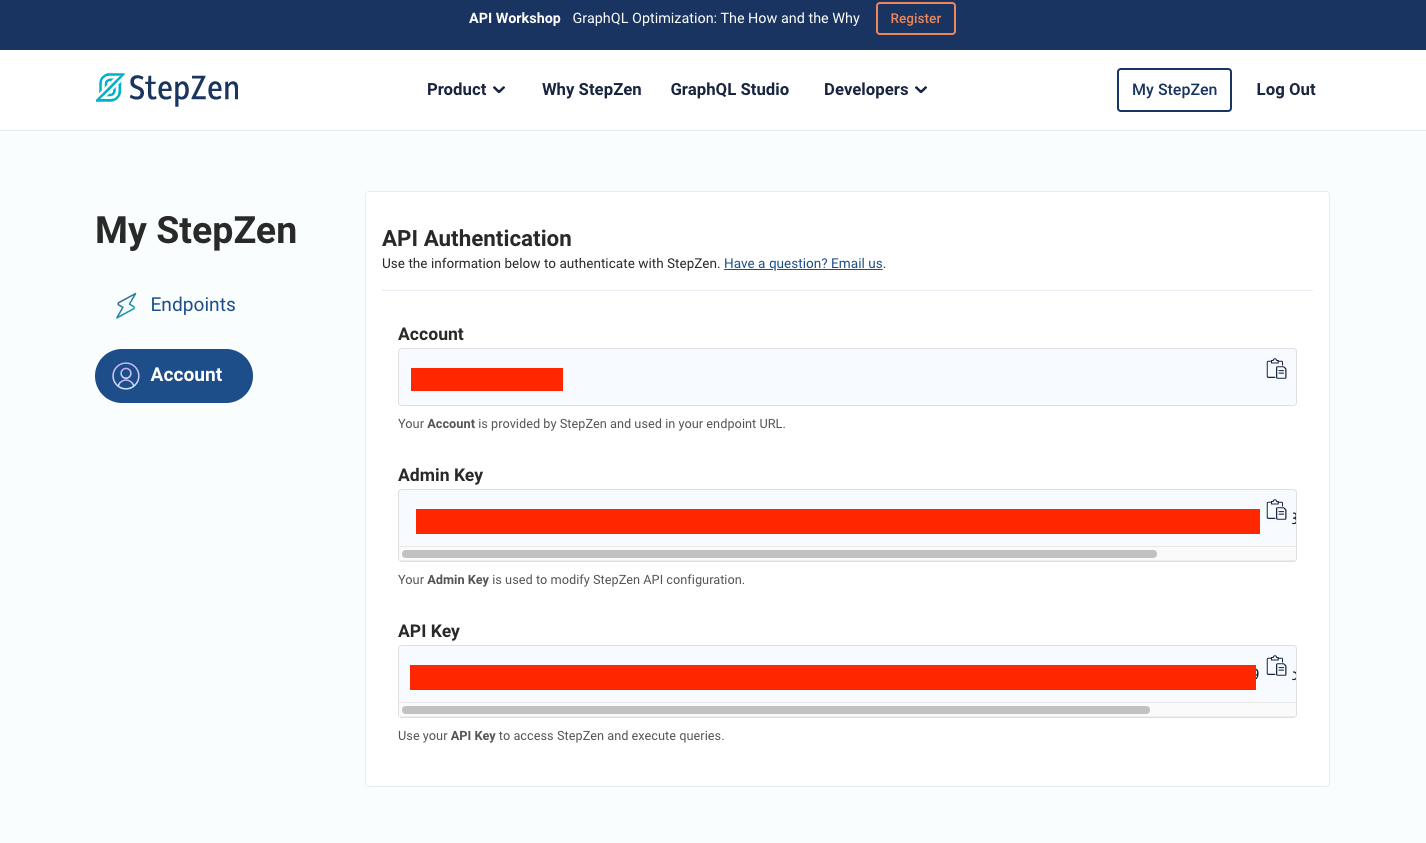 API Workshop GraphQL Optimization: The How and the Why Register
StepZen Product Why StepZen GraphQL Studio Developers My StepZen Log Out
My StepZen
Endpoints
Account
API Authentication
Use the information below to authenticate with StepZen. Have a question? Email us.
Account
Your Account is provided by StepZen and used in your endpoint URL.
Admin Key
Your Admin Key is used to modify StepZen API configuration.
API Key
Use your API Key to access StepZen and execute queries.